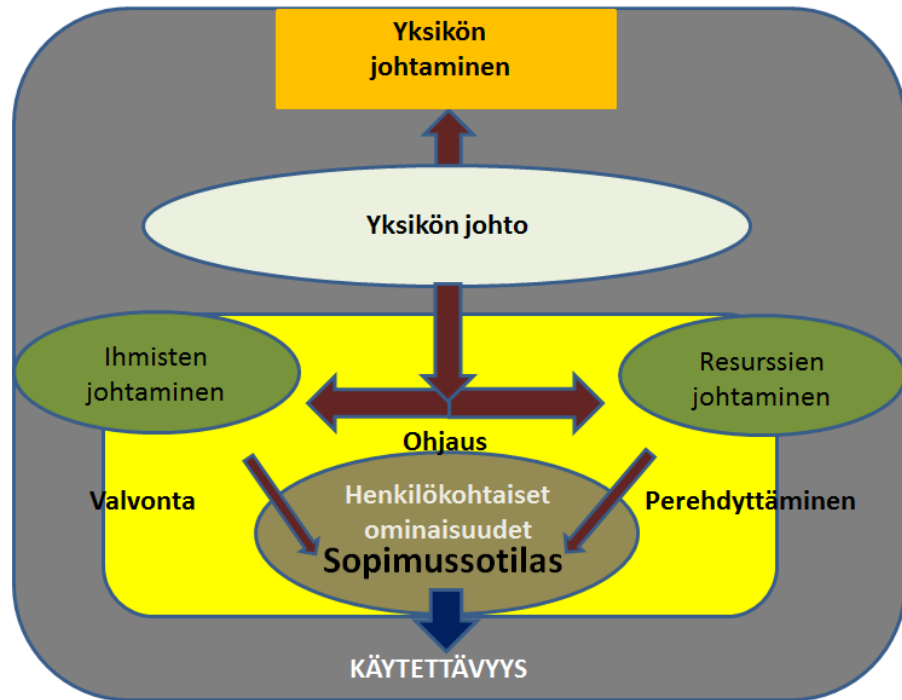 Yksikön
johtaminen
Yksikön johto
Ihmisten
johtaminen
Resurssien
johtaminen
Ohjaus
Valvonta
Henkilökohtaiset
ominaisuudet
Perehdyttäminen
Sopimussotilas
KÄYTETTÄVYYS